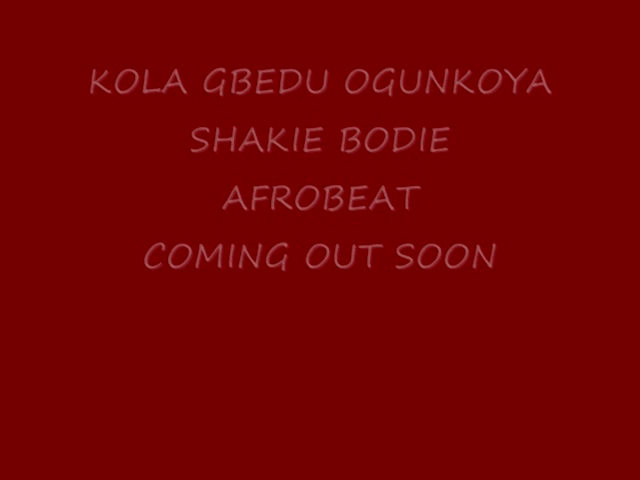 KOLA GBEDU OGUNKOYA
SHAKIE BODIE
AFROBEAT
COMING OUT SOON